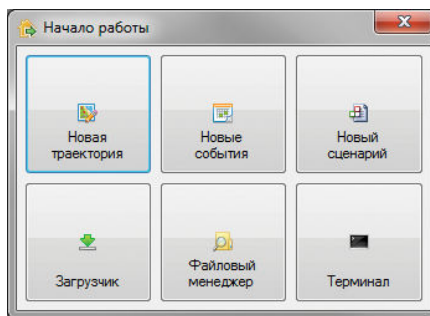 Начало работы
Новая
траектория
Новые
события
Новый
сценарий
Загрузчик
Файловый
менеджер
Терминал